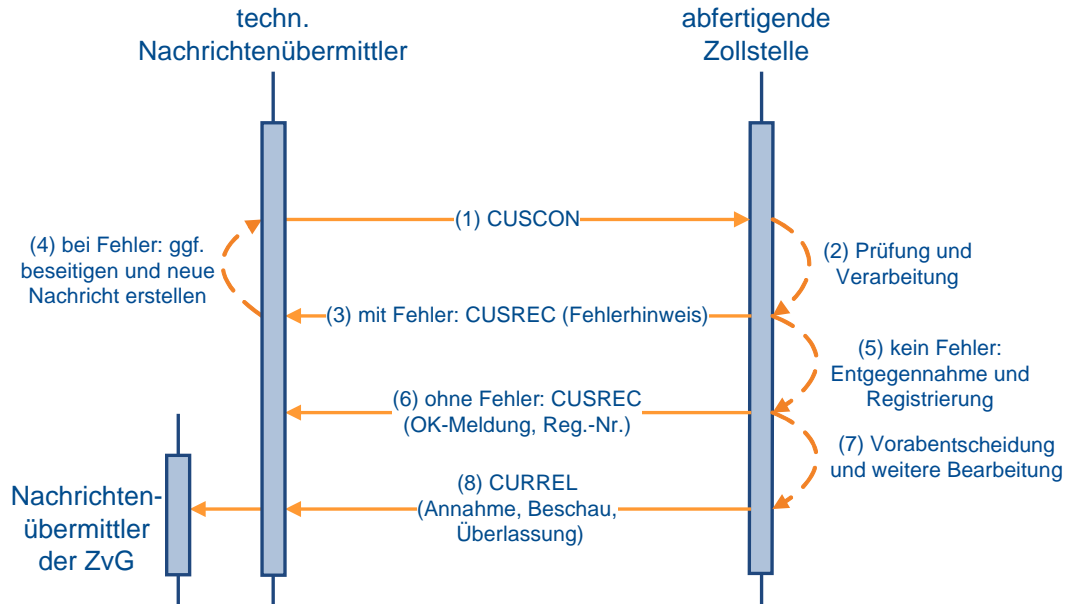 techn.
Nachrichtenübermittler
abfertigende
Zollstelle
(1) CUSCON
(2) Prüfung und
Verarbeitung
(3) mit Fehler: CUSREC (Fehlerhinweis)
(4) bei Fehler: ggf.
beseitigen und neue
Nachricht erstellen
(5) kein Fehler:
Entgegennahme und
Registrierung
(6) ohne Fehler: CUSREC
(OK-Meldung, Reg.-Nr.)
(7) Vorabentscheidung
und weitere Bearbeitung
(8) CURREL
(Annahme, Beschau,
Überlassung)
Nachrichten-
übermittler
der ZvG